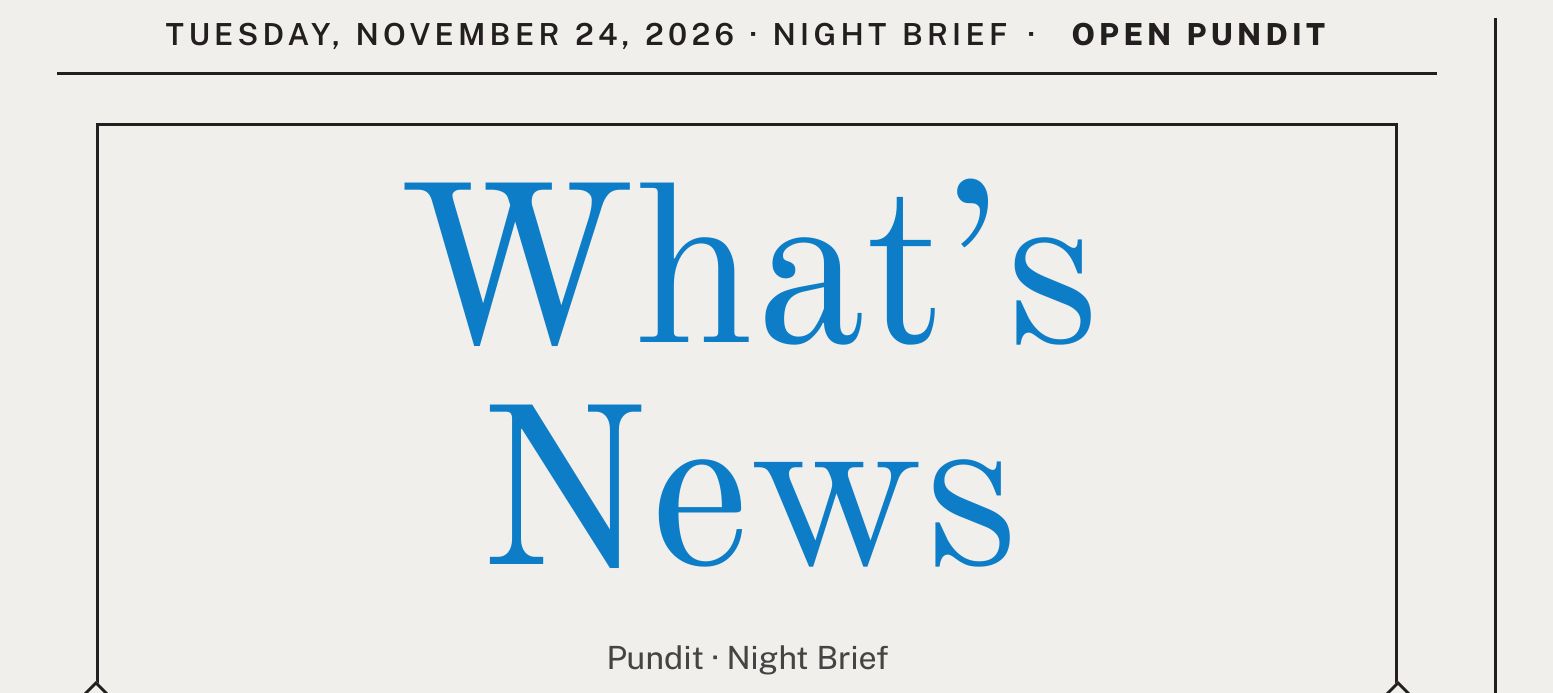 TUESDAY, NOVEMBER 24, 2026 · NIGHT BRIEF · OPEN PUNDIT
What’s
News
Pundit · Night Brief